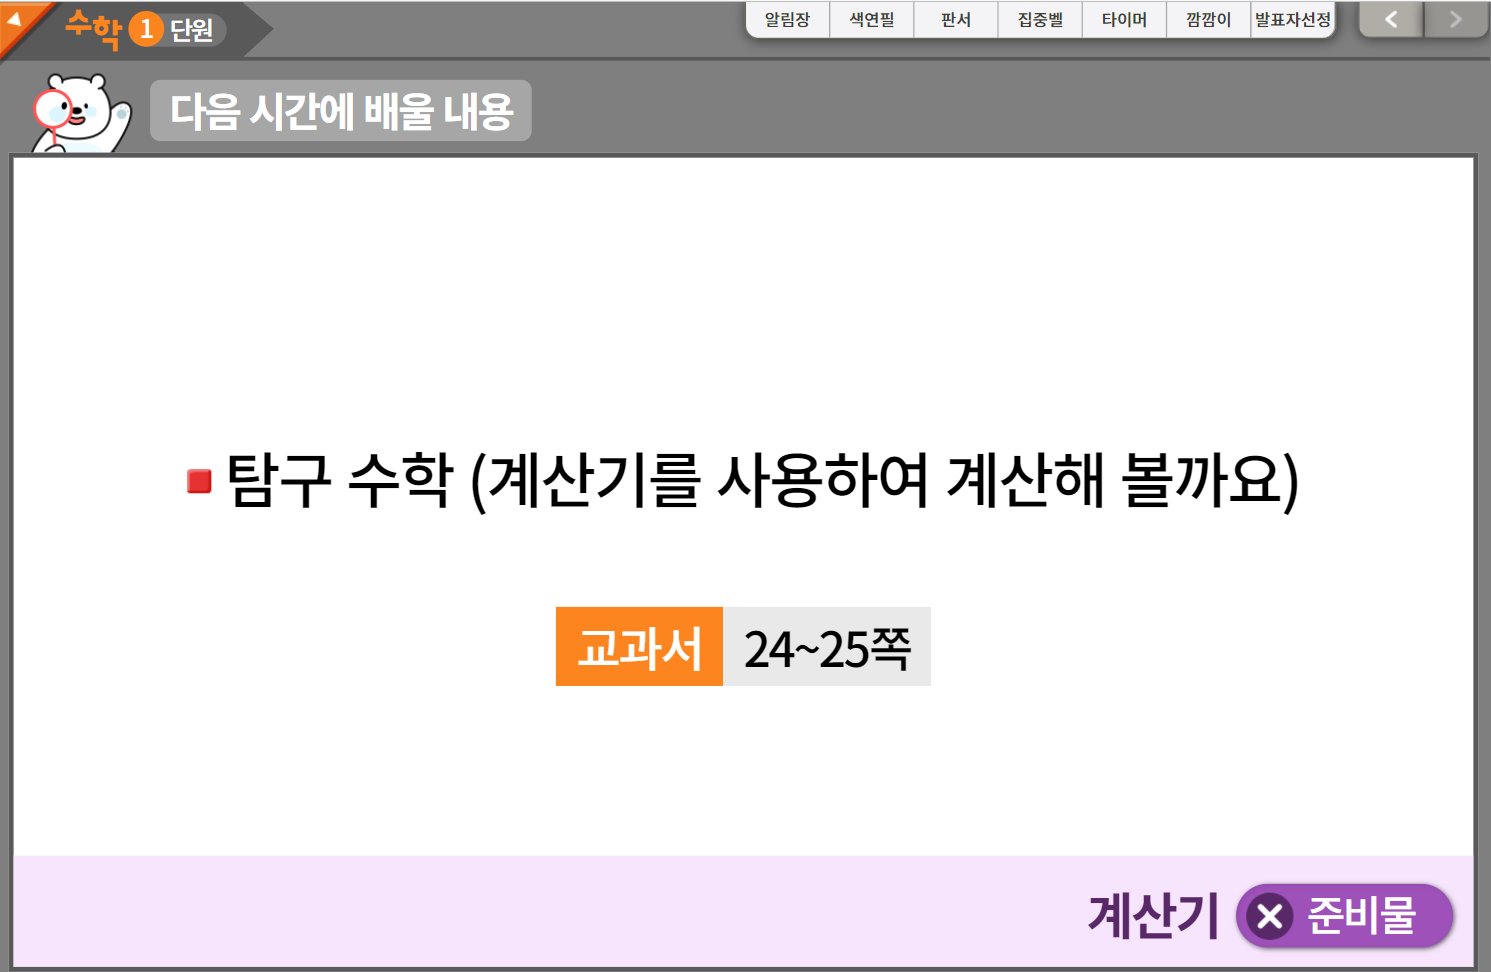 수학 1 단원
알림장 색연필 판서 집중벨 타이머 깜깜이 발표자선정
다음 시간에 배울 내용
탐구 수학 (계산기를 사용하여 계산해 볼까요)
교과서 24~25쪽
계산기 준비물